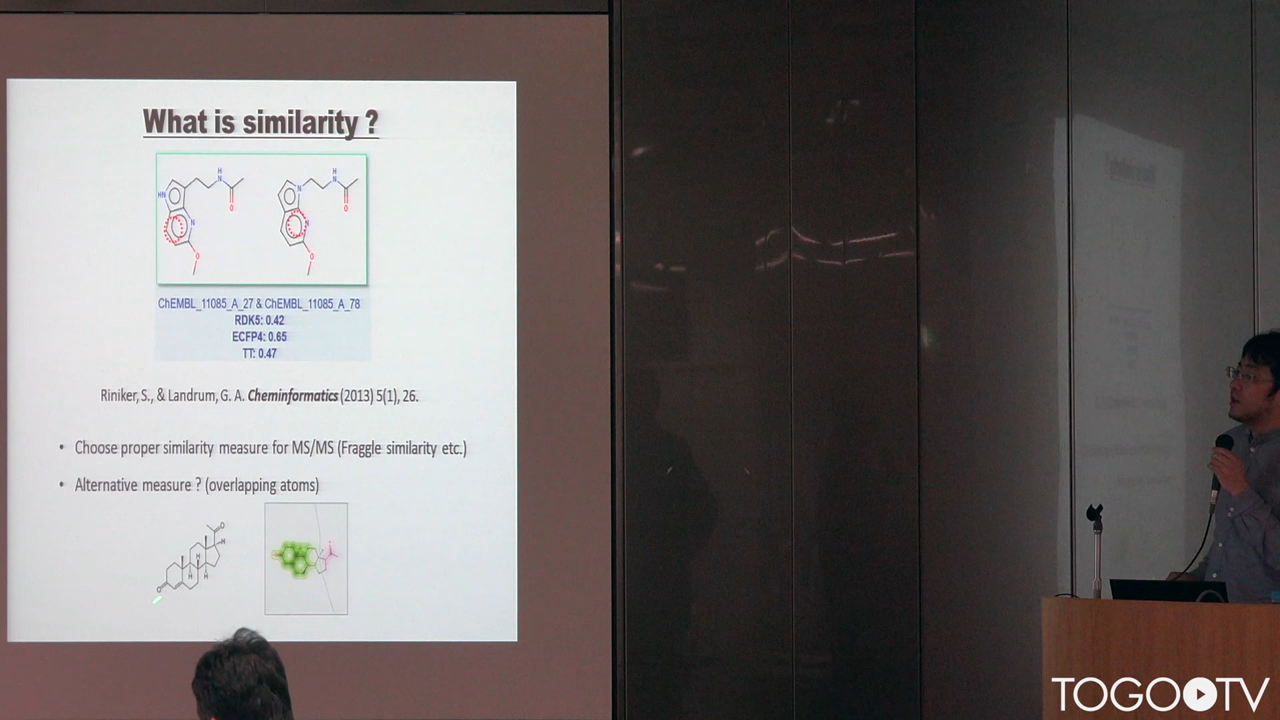 What is similarity ?
H
N
HN
N
O
O
H
N
N
N
O
O
ChEMBL_11085_A_27 & ChEMBL_11085_A_78
RDK5: 0.42
ECFP4: 0.65
TT: 0.47
Riniker, S., & Landrum, G. A. Cheminformatics (2013) 5(1), 26.
• Choose proper similarity measure for MS/MS (Fraggle similarity etc.)
• Alternative measure ? (overlapping atoms)
O
H
H
H
H
O
TOGO TV